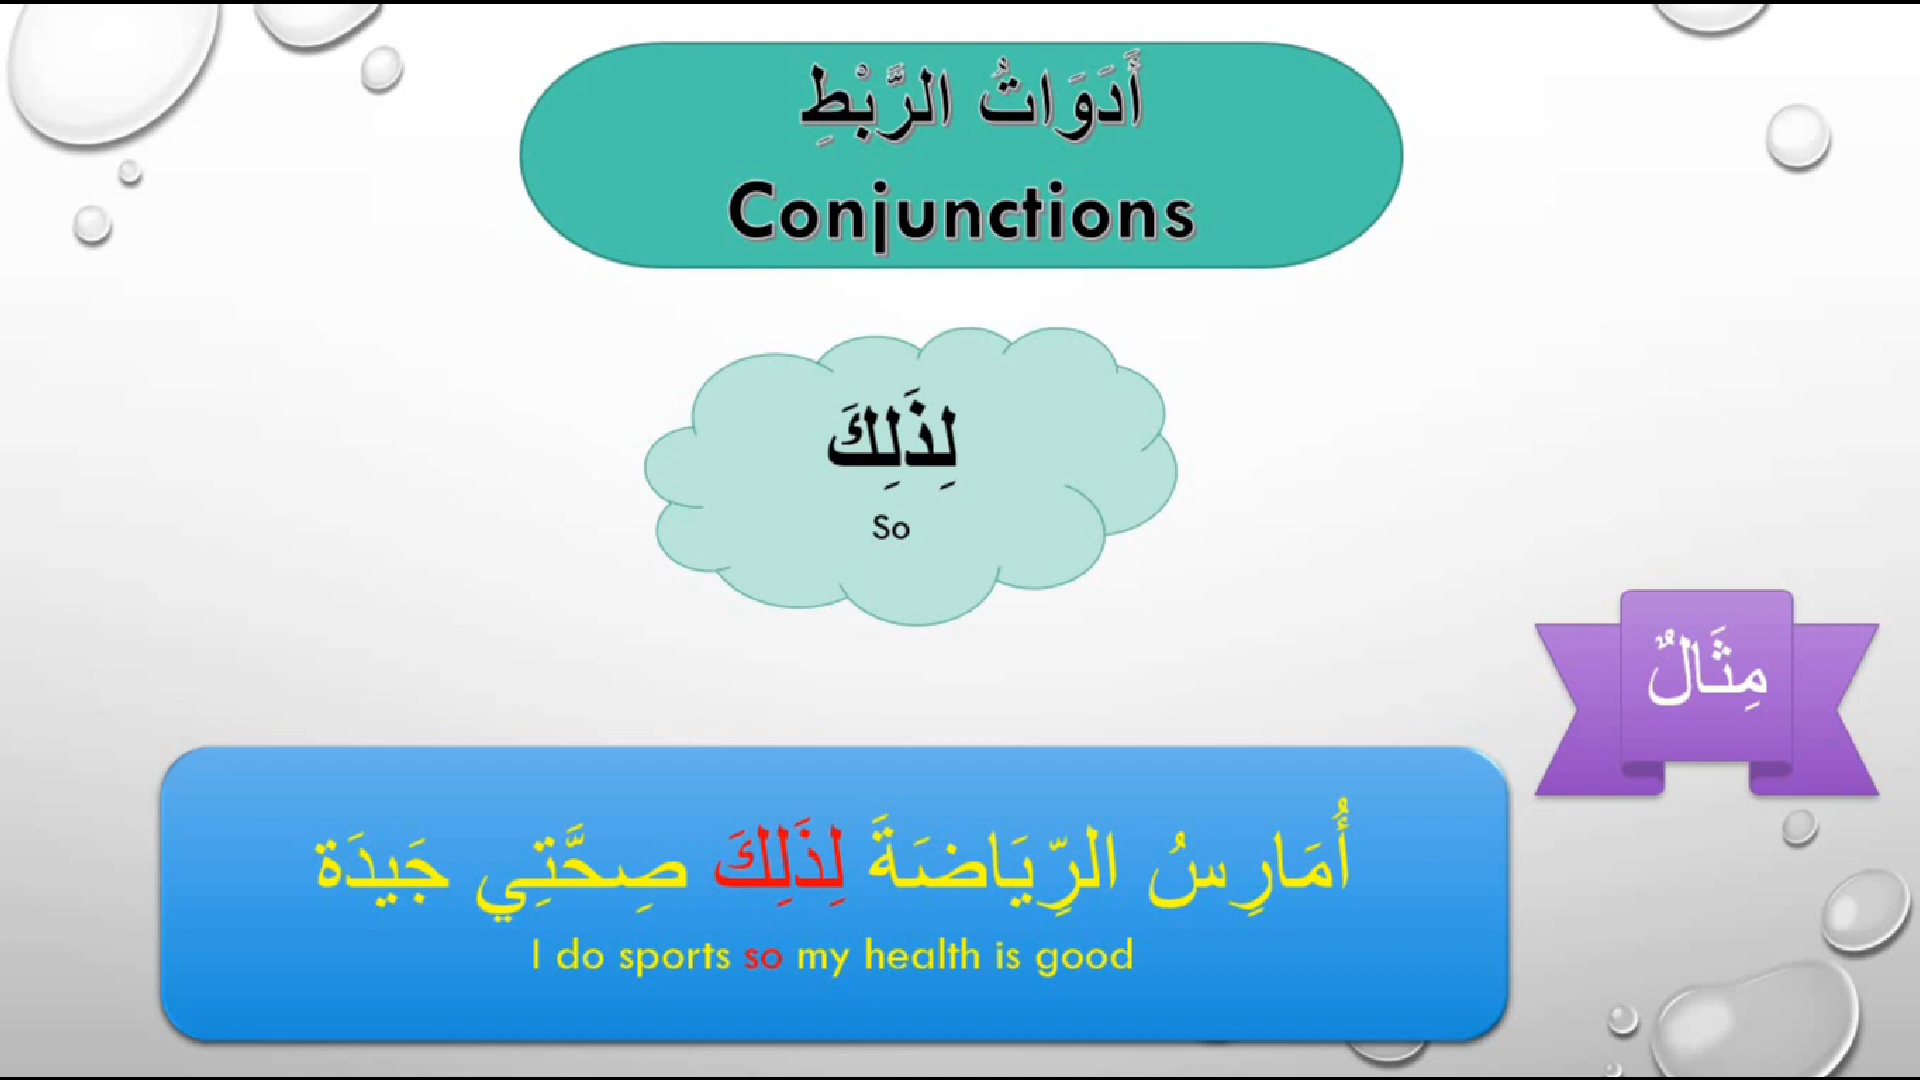 أَدَوَاتُ الرَّبْطِ
Conjunctions
لِذَلِكَ
So
مِثَالٌ
أُمَارِسُ الرِّيَاضَةَ لِذَلِكَ صِحَّتِي جَيدَة
I do sports so my health is good